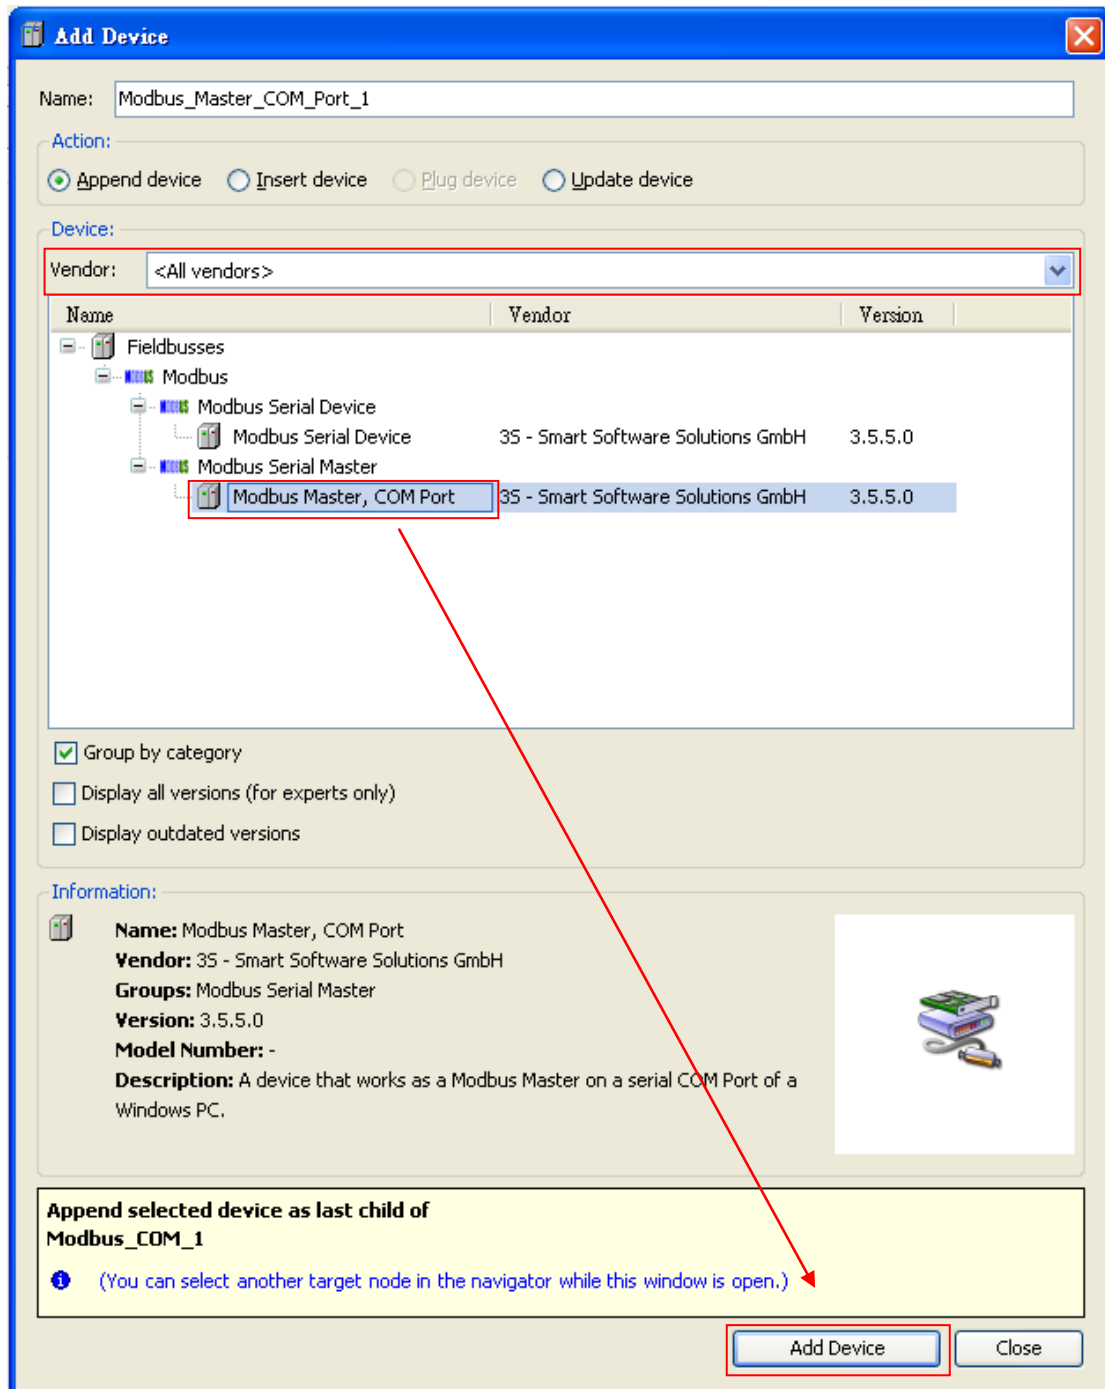 Add Device
Name: Modbus_Master_COM_Port_1
Action:
Append device Insert device Plug device Update device
Device:
Vendor: <All vendors>
Name Vendor Version
Fieldbusses
MODBUS Modbus
MODBUS Modbus Serial Device
Modbus Serial Device 3S - Smart Software Solutions GmbH 3.5.5.0
MODBUS Modbus Serial Master
Modbus Master, COM Port 3S - Smart Software Solutions GmbH 3.5.5.0
Group by category
Display all versions (for experts only)
Display outdated versions
Information:
Name: Modbus Master, COM Port
Vendor: 3S - Smart Software Solutions GmbH
Groups: Modbus Serial Master
Version: 3.5.5.0
Model Number: -
Description: A device that works as a Modbus Master on a serial COM Port of a
Windows PC.
Append selected device as last child of
Modbus_COM_1
(You can select another target node in the navigator while this window is open.)
Add Device Close